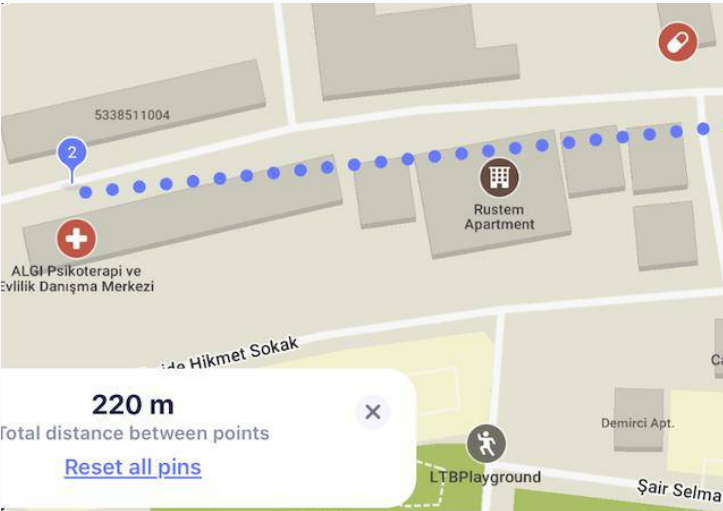 5338511004
2
Rustem
Apartment
ALGI Psikoterapi ve
Evlilik Danışma Merkezi
Hikmet Sokak
220 m
Total distance between points
Reset all pins
Demirci Apt.
LTBPlayground
Şair Selma